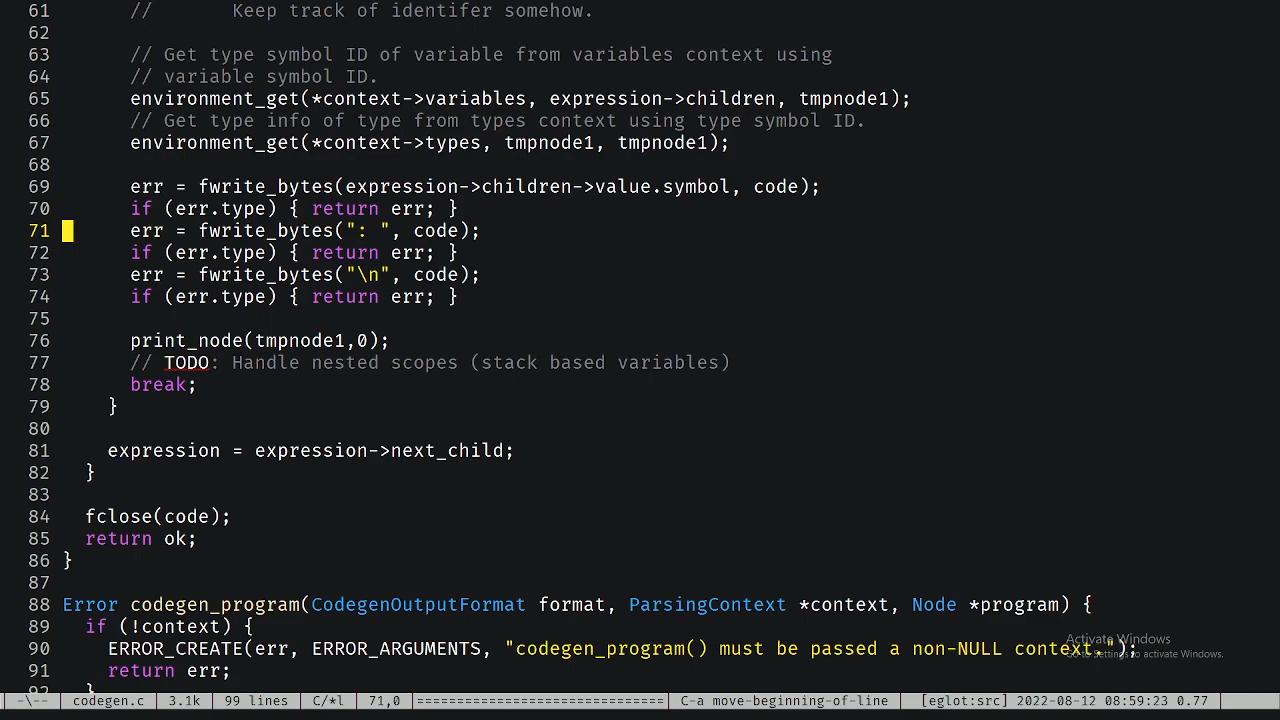 61       //       Keep track of identifer somehow.
62
63       // Get type symbol ID of variable from variables context using
64       // variable symbol ID.
65       environment_get(*context->variables, expression->children, tmpnode1);
66       // Get type info of type from types context using type symbol ID.
67       environment_get(*context->types, tmpnode1, tmpnode1);
68
69       err = fwrite_bytes(expression->children->value.symbol, code);
70       if (err.type) { return err; }
71       err = fwrite_bytes(": ", code);
72       if (err.type) { return err; }
73       err = fwrite_bytes("\n", code);
74       if (err.type) { return err; }
75
76       print_node(tmpnode1,0);
77       // TODO: Handle nested scopes (stack based variables)
78       break;
79     }
80
81     expression = expression->next_child;
82   }
83
84   fclose(code);
85   return ok;
86 }
87
88 Error codegen_program(CodegenOutputFormat format, ParsingContext *context, Node *program) {
89   if (!context) {
90     ERROR_CREATE(err, ERROR_ARGUMENTS, "codegen_program() must be passed a non-NULL context.");
91     return err;
92   }
Activate Windows
Go to Settings to activate Windows.
-\-- codegen.c 3.1k 99 lines C/*l 71,0 ============================= C-a move-beginning-of-line [eglot:src] 2022-08-12 08:59:23 0.77